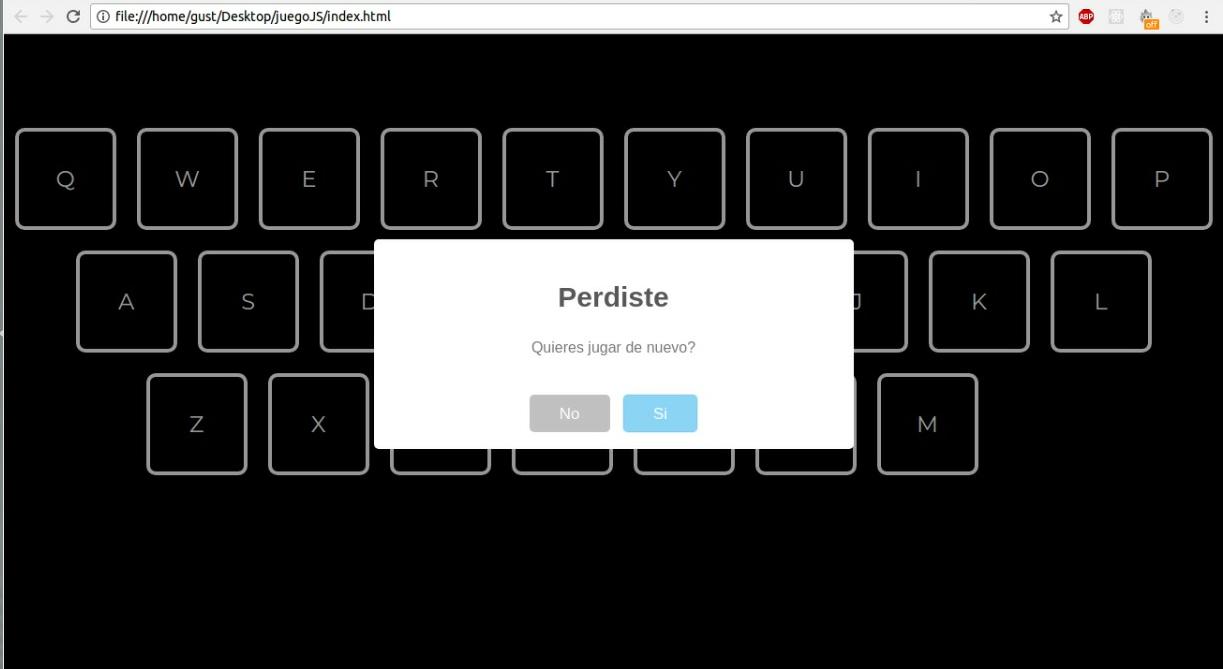 file:///home/gust/Desktop/juegoJS/index.html
ABP
off
Q W E R T Y U I O P
A S D J K L
Perdiste
Quieres jugar de nuevo?
No Si
Z X M